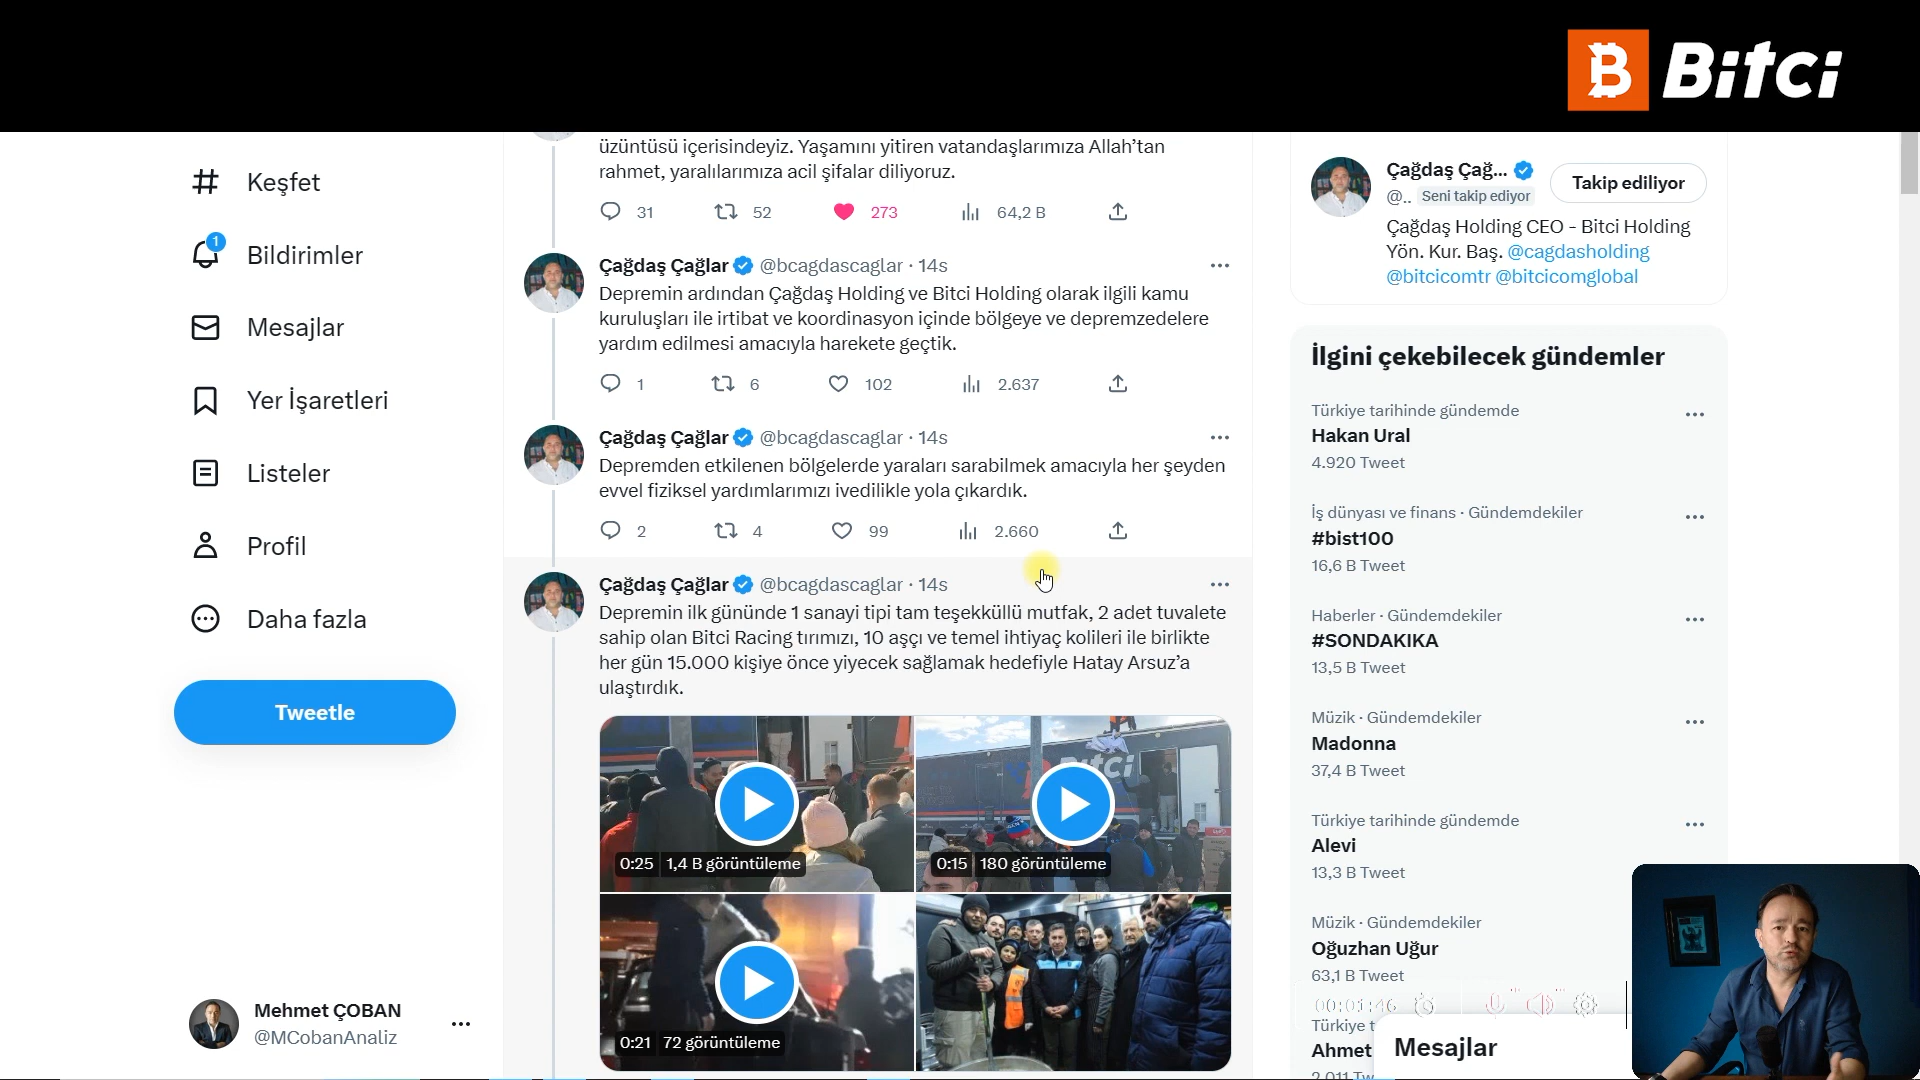 Bitci
Keşfet
1
Bildirimler
Mesajlar
Yer İşaretleri
Listeler
Profil
Daha fazla
Tweetle
Mehmet ÇOBAN
@MCobanAnaliz
üzüntüsü içerisindeyiz. Yaşamını yitiren vatandaşlarımıza Allah’tan
rahmet, yaralılarımıza acil şifalar diliyoruz.
31 52 273 64,2 B
Çağdaş Çağlar @bcagdascaglar · 14s
Depremin ardından Çağdaş Holding ve Bitci Holding olarak ilgili kamu
kuruluşları ile irtibat ve koordinasyon içinde bölgeye ve depremzedelere
yardım edilmesi amacıyla harekete geçtik.
1 6 102 2.637
Çağdaş Çağlar @bcagdascaglar · 14s
Depremden etkilenen bölgelerde yaraları sarabilmek amacıyla her şeyden
evvel fiziksel yardımlarımızı ivedilikle yola çıkardık.
2 4 99 2.660
Çağdaş Çağlar @bcagdascaglar · 14s
Depremin ilk gününde 1 sanayi tipi tam teşekküllü mutfak, 2 adet tuvalete
sahip olan Bitci Racing tırımızı, 10 aşçı ve temel ihtiyaç kolileri ile birlikte
her gün 15.000 kişiye önce yiyecek sağlamak hedefiyle Hatay Arsuz’a
ulaştırdık.
Bitci
0:25 1,4 B görüntüleme
0:15 180 görüntüleme
0:21 72 görüntüleme
Çağdaş Çağ...
Takip ediliyor
@.. Seni takip ediyor
Çağdaş Holding CEO - Bitci Holding
Yön. Kur. Baş. @cagdasholding
@bitcicomtr @bitcicomglobal
İlgini çekebilecek gündemler
Türkiye tarihinde gündemde
Hakan Ural
4.920 Tweet
İş dünyası ve finans · Gündemdekiler
#bist100
16,6 B Tweet
Haberler · Gündemdekiler
#SONDAKIKA
13,5 B Tweet
Müzik · Gündemdekiler
Madonna
37,4 B Tweet
Türkiye tarihinde gündemde
Alevi
13,3 B Tweet
Müzik · Gündemdekiler
Oğuzhan Uğur
63,1 B Tweet
00:01:46
Türkiye t
Ahmet
2.011 Tw
Mesajlar